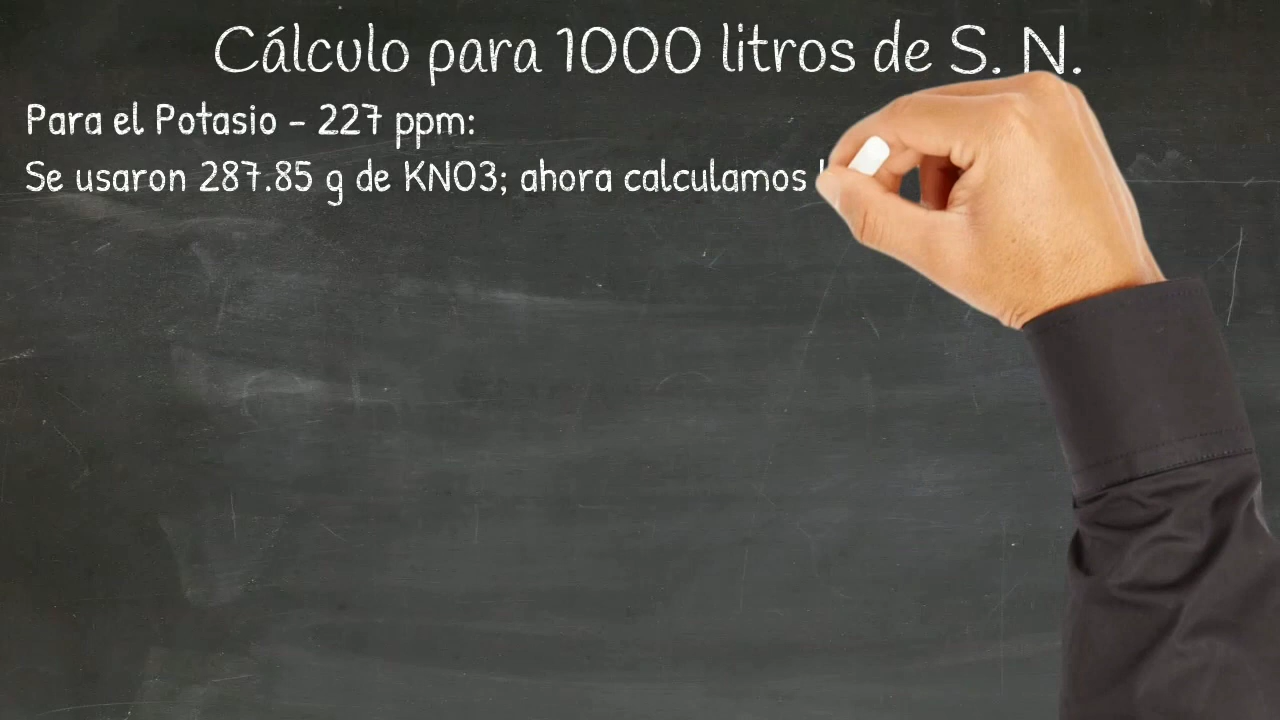 Cálculo para 1000 litros de S. N.
Para el Potasio - 227 ppm:
Se usaron 287.85 g de KNO3; ahora calculamos